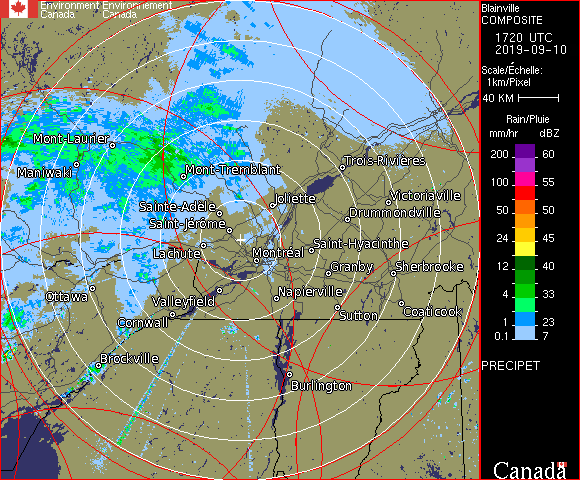 Environment Environnement
Canada Canada
Blainville
COMPOSITE
1720 UTC
2019-09-10
Scale/Échelle:
1km/Pixel
40 KM
Rain/Pluie
mm/hr dBZ
200 60
100 55
50 50
24 45
12 40
4 33
1 23
0.1 7
PRECIPET
Canada
Mont-Laurier
Maniwaki
Mont-Tremblant
Trois-Rivières
Sainte-Adèle
Joliette
Victoriaville
Drummondville
Saint-Jérôme
Lachute
Montréal
Saint-Hyacinthe
Granby
Sherbrooke
Ottawa
Valleyfield
Napierville
Cornwall
Sutton
Coaticook
Brockville
Burlington